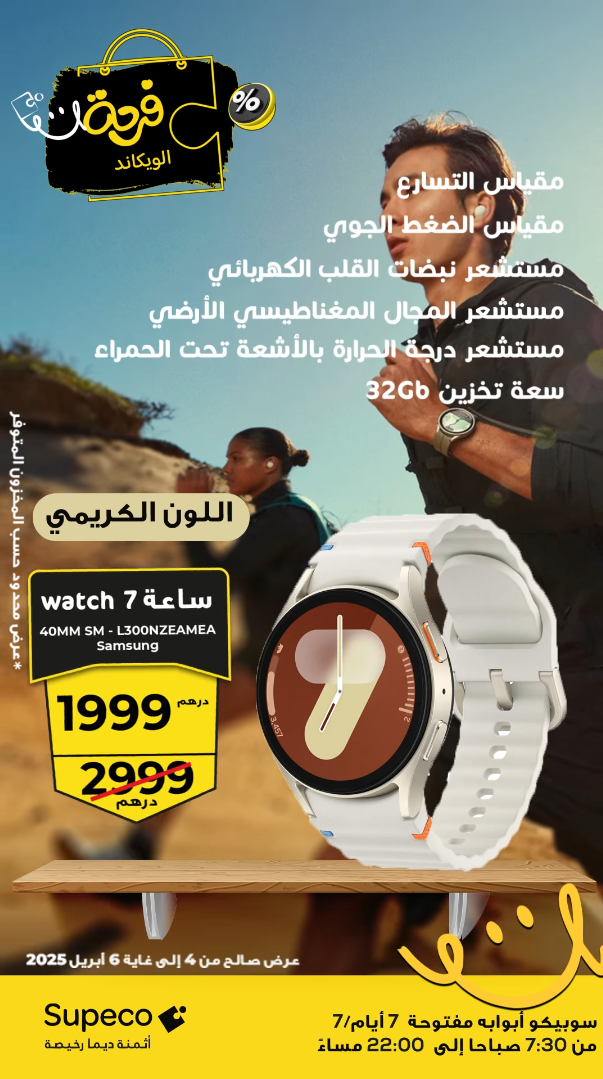 فرحة
%
الويكاند
مقياس التسارع
مقياس الضغط الجوي
مستشعر نبضات القلب الكهربائي
مستشعر المجال المغناطيسي الأرضي
مستشعر درجة الحرارة بالأشعة تحت الحمراء
سعة تخزين 32Gb
*عرض محدود حسب المخزون المتوفر
اللون الكريمي
ساعة watch 7
40MM SM - L300NZEAMEA
Samsung
1999 درهم
2999
درهم
عرض صالح من 4 إلى غاية 6 أبريل 2025
Supeco
أثمنة ديما رخيصة
سوبيكو أبوابه مفتوحة 7 أيام/7
من 7:30 صباحا إلى 22:00 مساءً